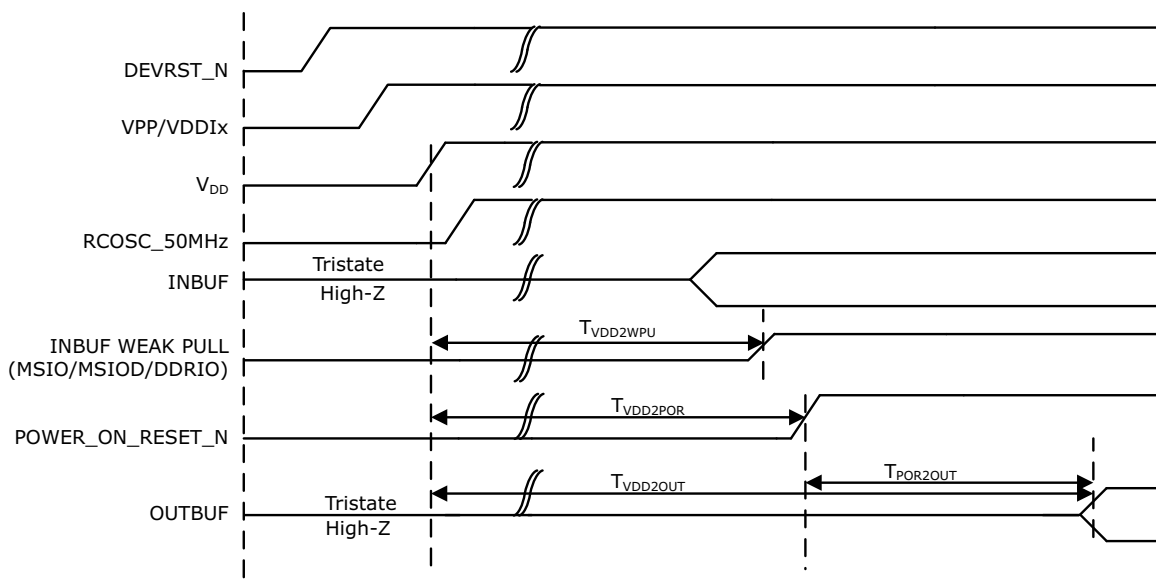 DEVRST_N
VPP/VDDIx
VDD
RCOSC_50MHz
Tristate
INBUF
High-Z
TVDD2WPU
INBUF WEAK PULL
(MSIO/MSIOD/DDRIO)
TVDD2POR
POWER_ON_RESET_N
TPOR2OUT
TVDD2OUT
Tristate
OUTBUF
High-Z